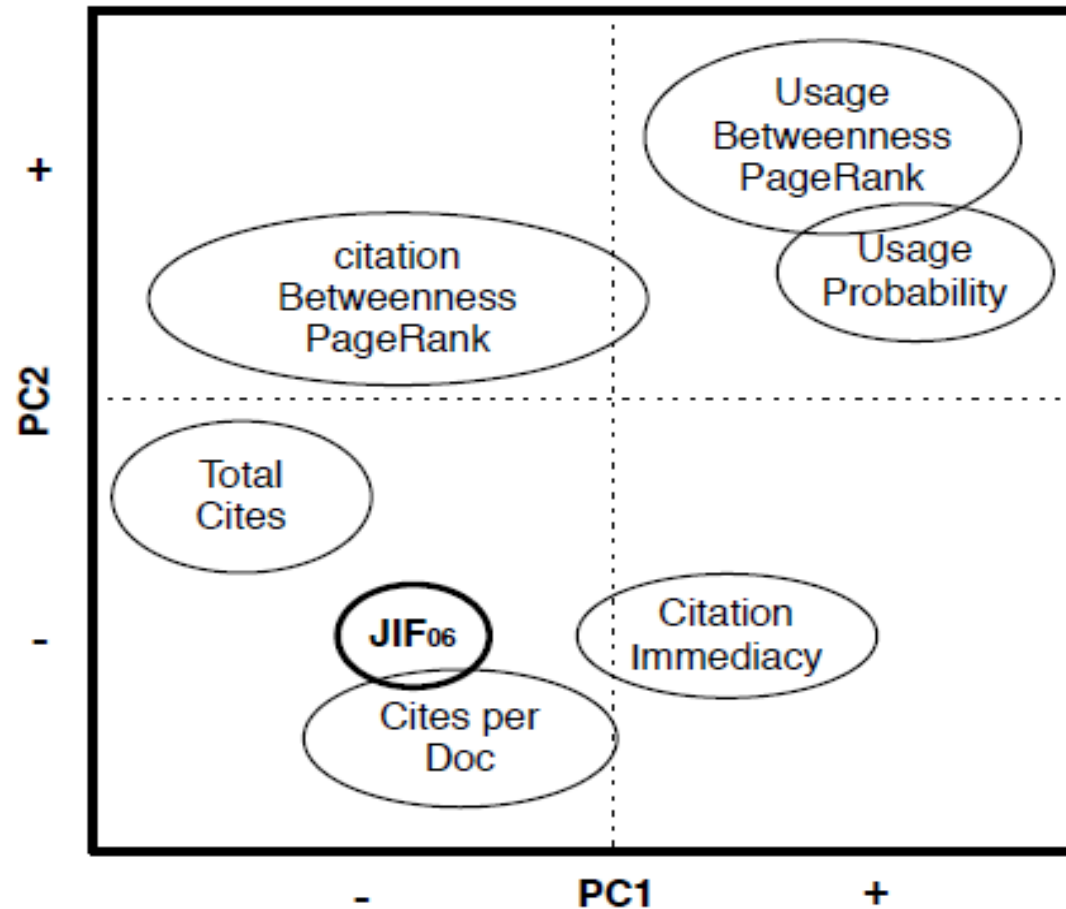 Usage
Betweenness
PageRank
Usage
Probability
citation
Betweenness
PageRank
Total
Cites
JIF06
Citation
Immediacy
Cites per
Doc
+
PC2
-
- PC1 +